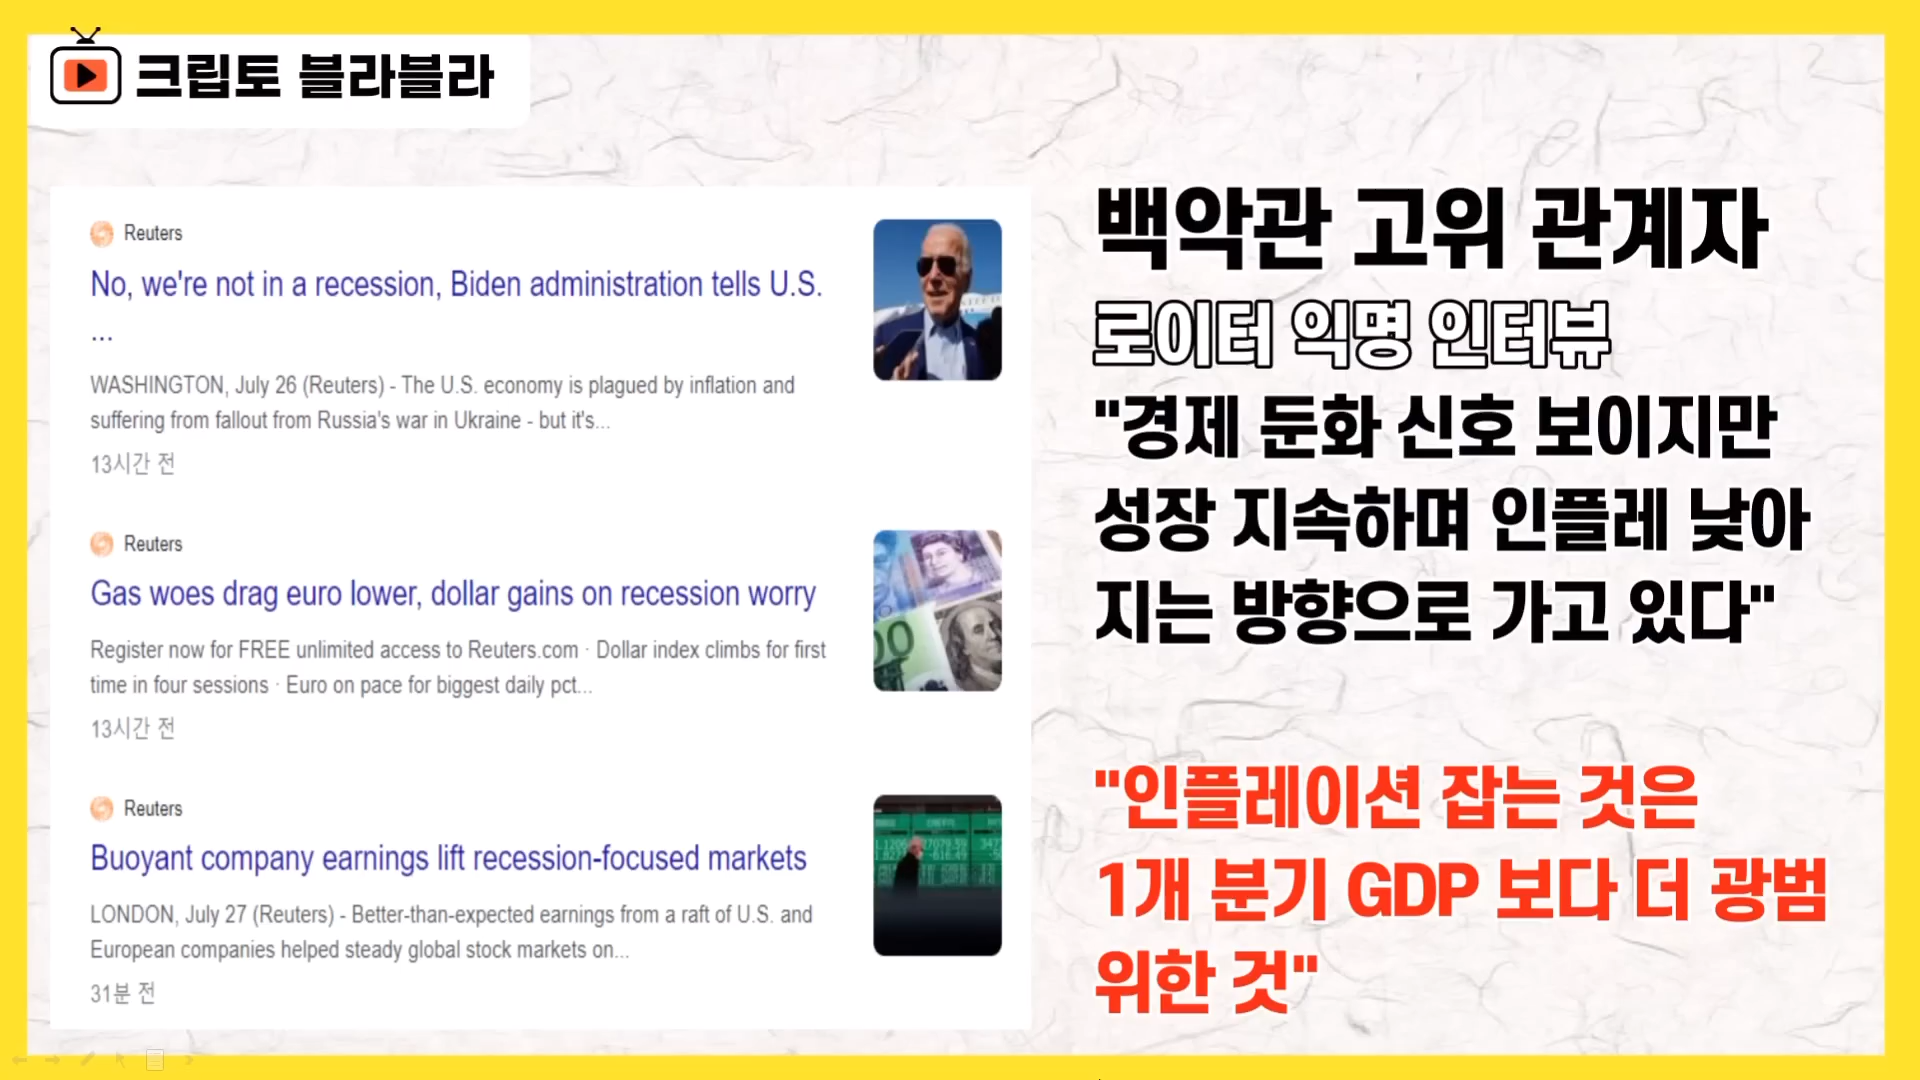 크립토 블라블라
Reuters
No, we're not in a recession, Biden administration tells U.S.
...
WASHINGTON, July 26 (Reuters) - The U.S. economy is plagued by inflation and
suffering from fallout from Russia's war in Ukraine - but it's...
13시간 전
Reuters
Gas woes drag euro lower, dollar gains on recession worry
Register now for FREE unlimited access to Reuters.com · Dollar index climbs for first
time in four sessions · Euro on pace for biggest daily pct...
13시간 전
Reuters
Buoyant company earnings lift recession-focused markets
LONDON, July 27 (Reuters) - Better-than-expected earnings from a raft of U.S. and
European companies helped steady global stock markets on...
31분 전
백악관 고위 관계자
로이터 익명 인터뷰
"경제 둔화 신호 보이지만
성장 지속하며 인플레 낮아
지는 방향으로 가고 있다"
"인플레이션 잡는 것은
1개 분기 GDP 보다 더 광범
위한 것"